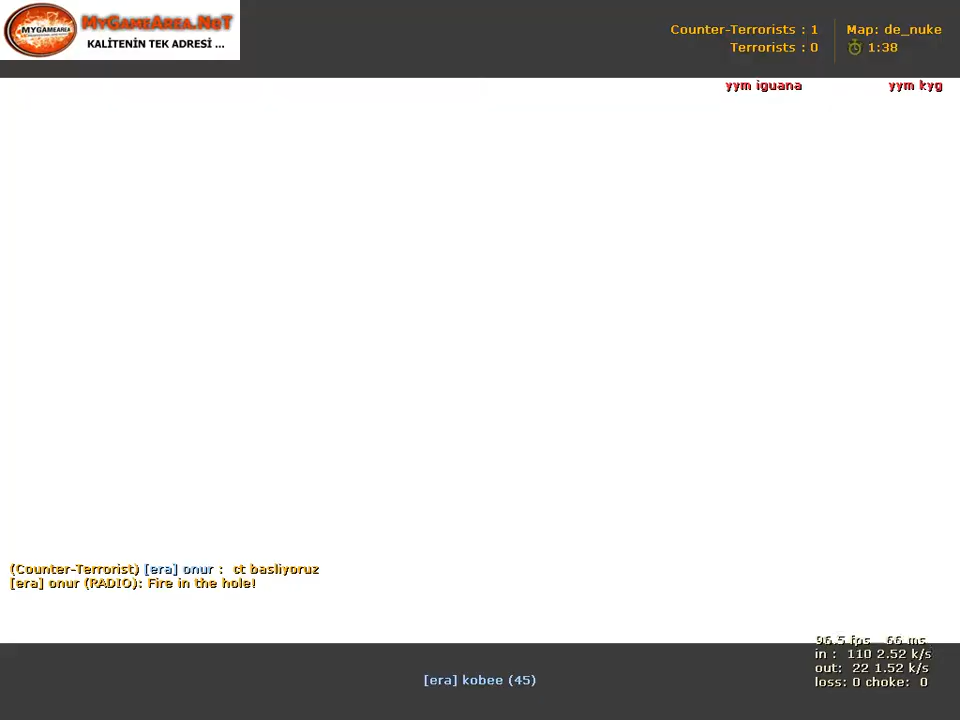 MYGAMEAREA
MyGameArea.NeT
KALİTENİN TEK ADRESİ ...
Counter-Terrorists : 1
Terrorists : 0
Map: de_nuke
1:38
yym iguana
yym kyg
(Counter-Terrorist) [era] onur :  ct basliyoruz
[era] onur (RADIO): Fire in the hole!
96.5 fps   66 ms
in :  110 2.52 k/s
out:  22 1.52 k/s
loss: 0 choke:  0
[era] kobee (45)